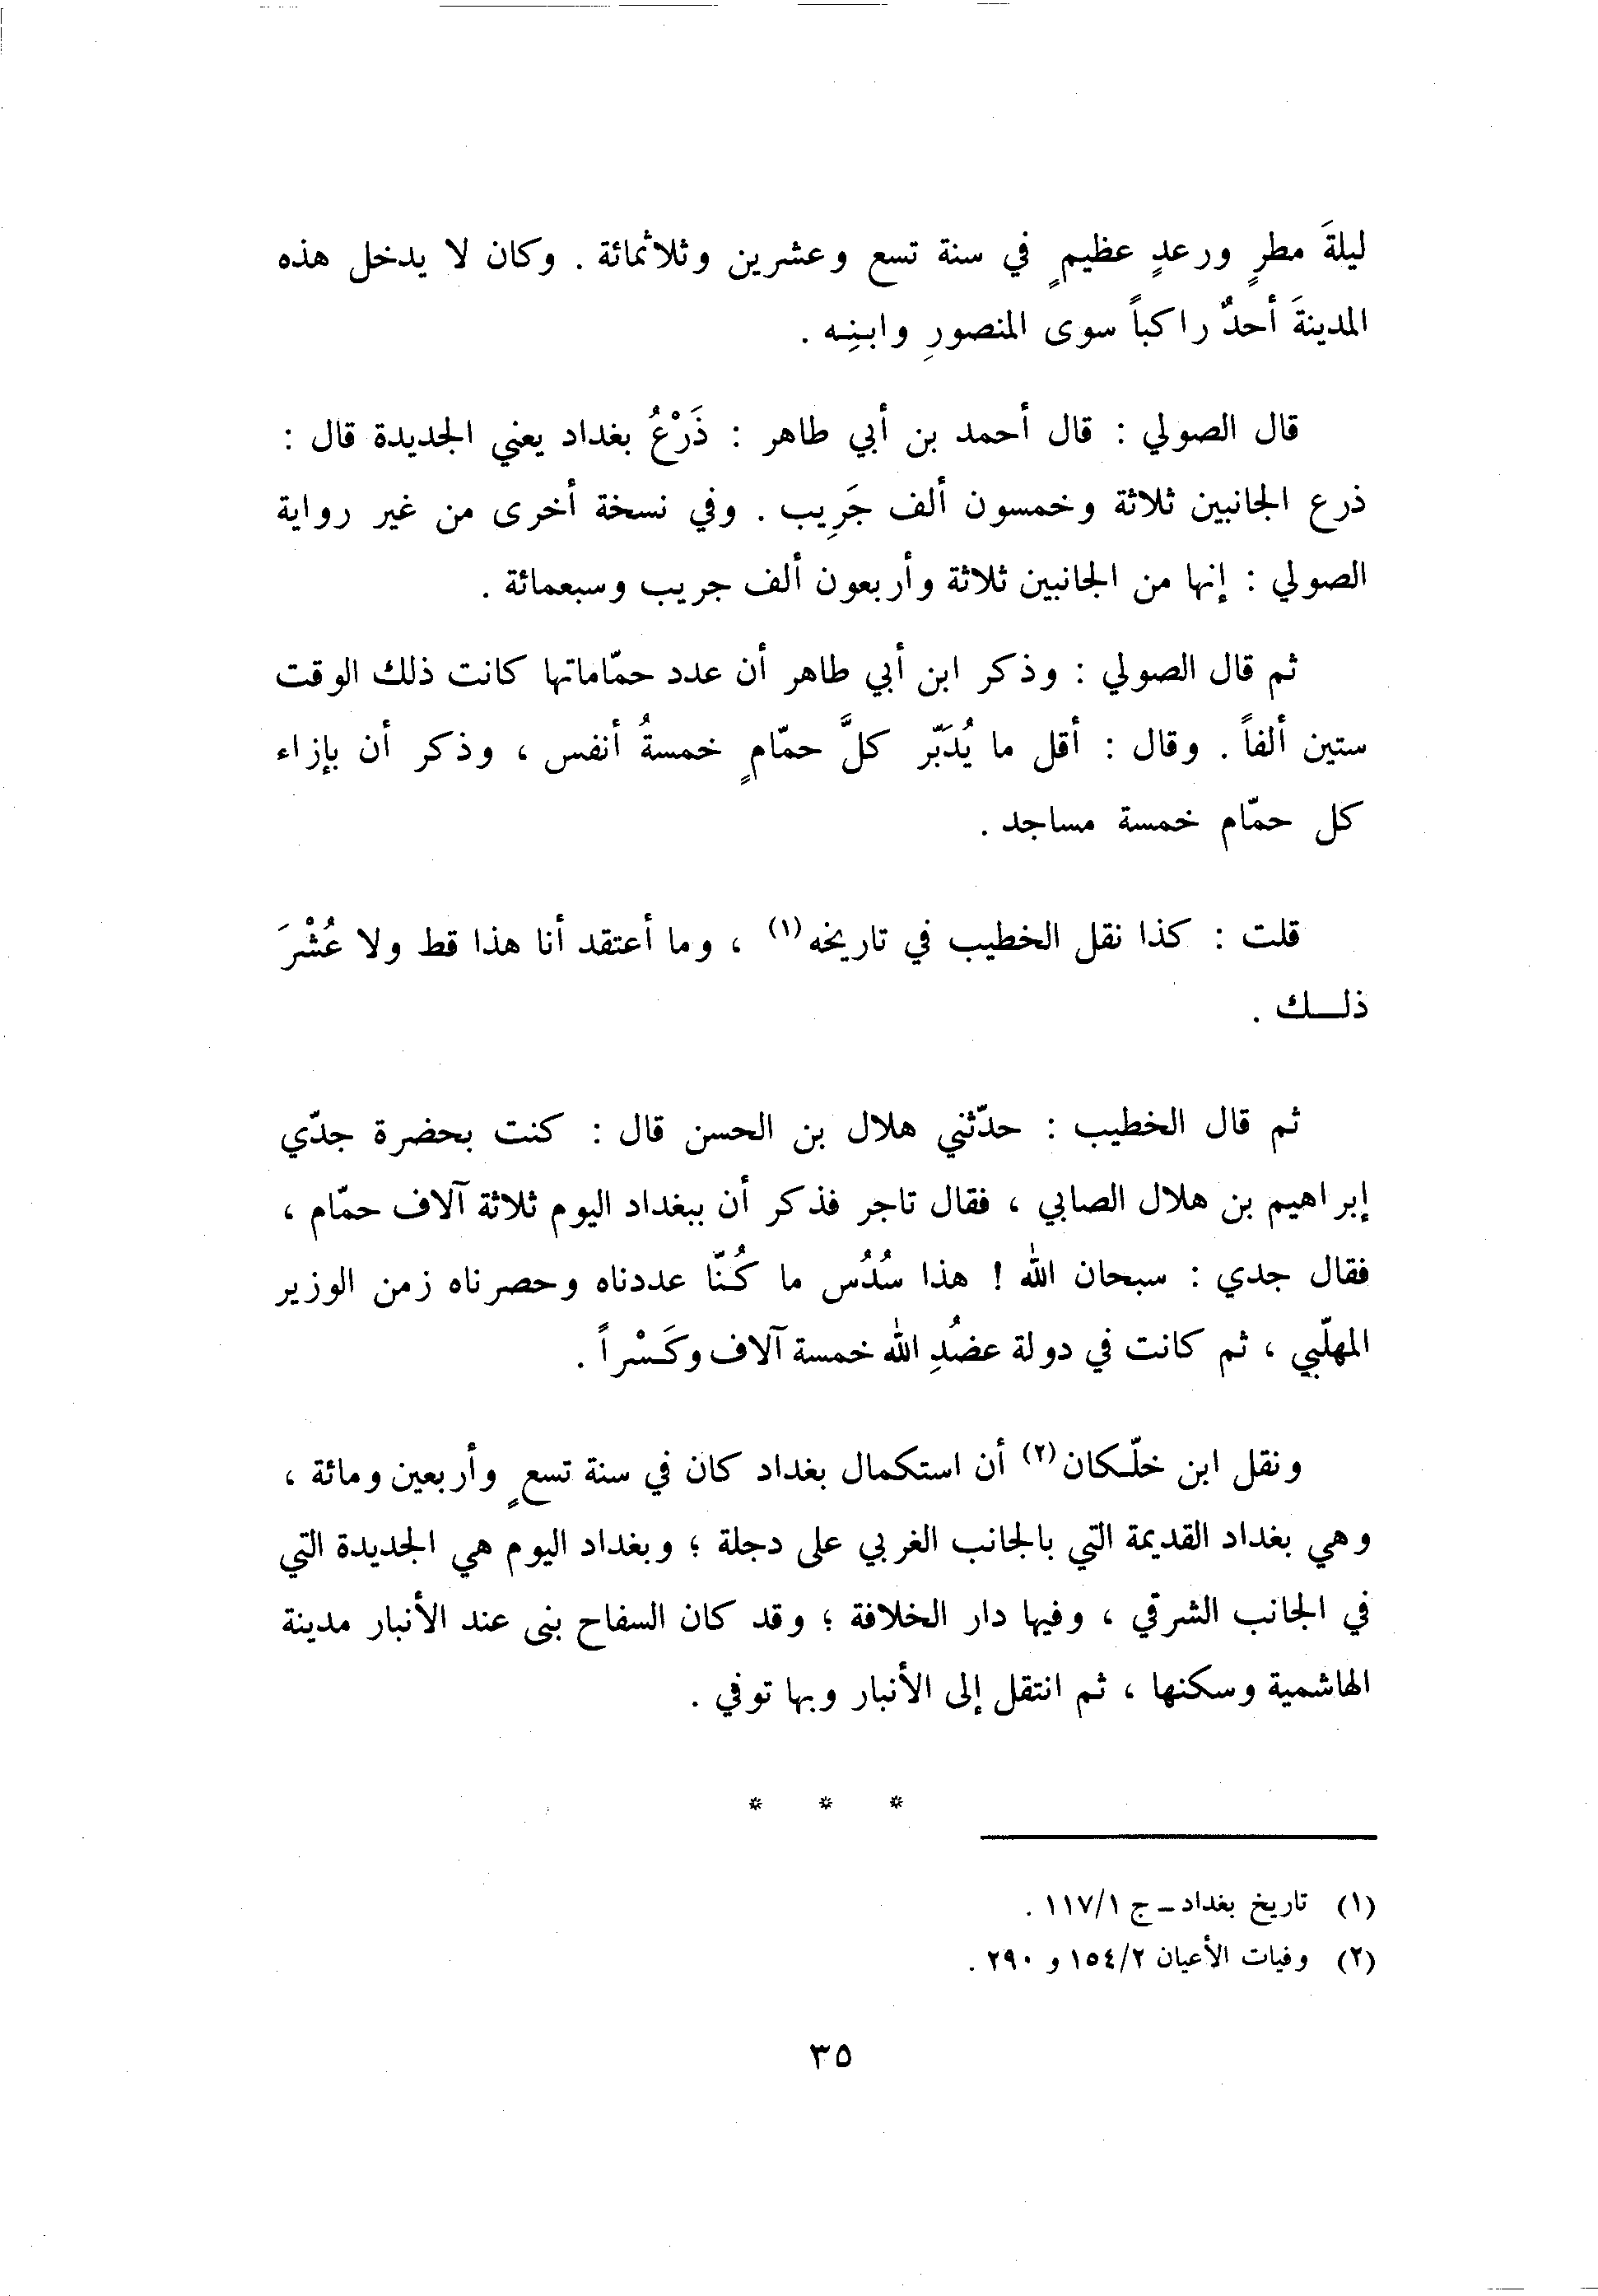 ليلةَ مطرٍ ورعدٍ عظيمٍ في سنة تسع وعشرين وثلاثمائة . وكان لا يدخل هذه
المدينةَ أحدٌ راكباً سوى المنصورِ وابنِـه .
قال الصولي : قال أحمد بن أبي طاهر : ذَرْعُ بغداد يعني الجديدة قال :
ذرع الجانبين ثلاثة وخمسون ألف جَرِيب . وفي نسخة أخرى من غير رواية
الصولي : إنها من الجانبين ثلاثة وأربعون ألف جريب وسبعمائة .
ثم قال الصولي : وذكر ابن أبي طاهر أن عدد حمّاماتها كانت ذلك الوقت
ستين ألفاً . وقال : أقل ما يُدَبّر كلَّ حمّامٍ خمسةُ أنفس ، وذكر أن بإزاء
كل حمّام خمسة مساجد .
قلت : كذا نقل الخطيب في تاريخه(١) ، وما أعتقد أنا هذا قط ولا عُشْرَ
ذلــك .
ثم قال الخطيب : حدّثني هلال بن الحسن قال : كنت بحضرة جدّي
إبراهيم بن هلال الصابي ، فقال تاجر فذكر أن ببغداد اليوم ثلاثة آلاف حمّام ،
فقال جدي : سبحان الله ! هذا سُدُس ما كُنّا عددناه وحصرناه زمن الوزير
المهلّبي ، ثم كانت في دولة عضُدِ الله خمسة آلاف وكَسْراً .
ونقل ابن خلّكان(٢) أن استكمال بغداد كان في سنة تسعٍ وأربعين ومائة ،
وهي بغداد القديمة التي بالجانب الغربي على دجلة ؛ وبغداد اليوم هي الجديدة التي
في الجانب الشرقي ، وفيها دار الخلافة ؛ وقد كان السفاح بنى عند الأنبار مدينة
الهاشمية وسكنها ، ثم انتقل إلى الأنبار وبها توفي .
* * *
(١) تاريخ بغداد – ج ١/١١٧ .
(٢) وفيات الأعيان ٢/١٥٤ و ٢٩٠ .
٣٥